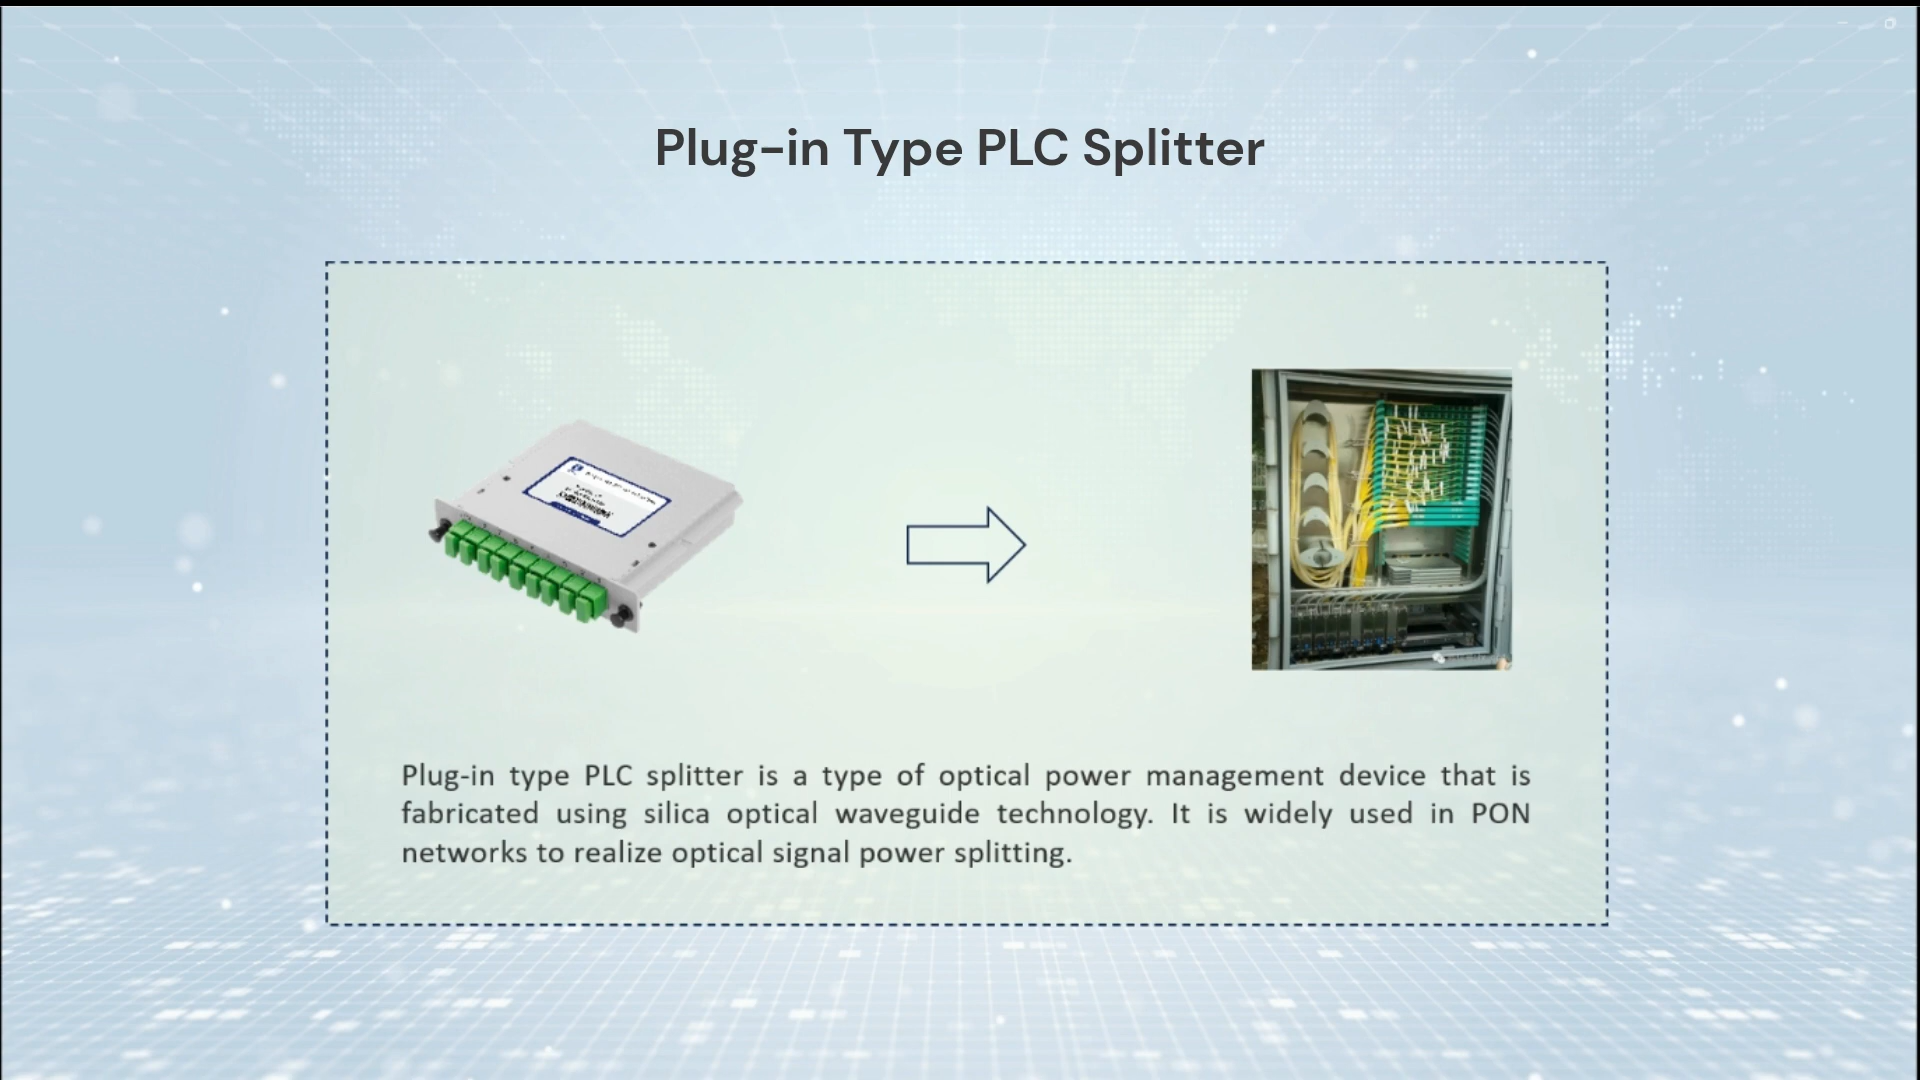 Plug-in Type PLC Splitter
Plug-in type PLC splitter is a type of optical power management device that is
fabricated using silica optical waveguide technology. It is widely used in PON
networks to realize optical signal power splitting.